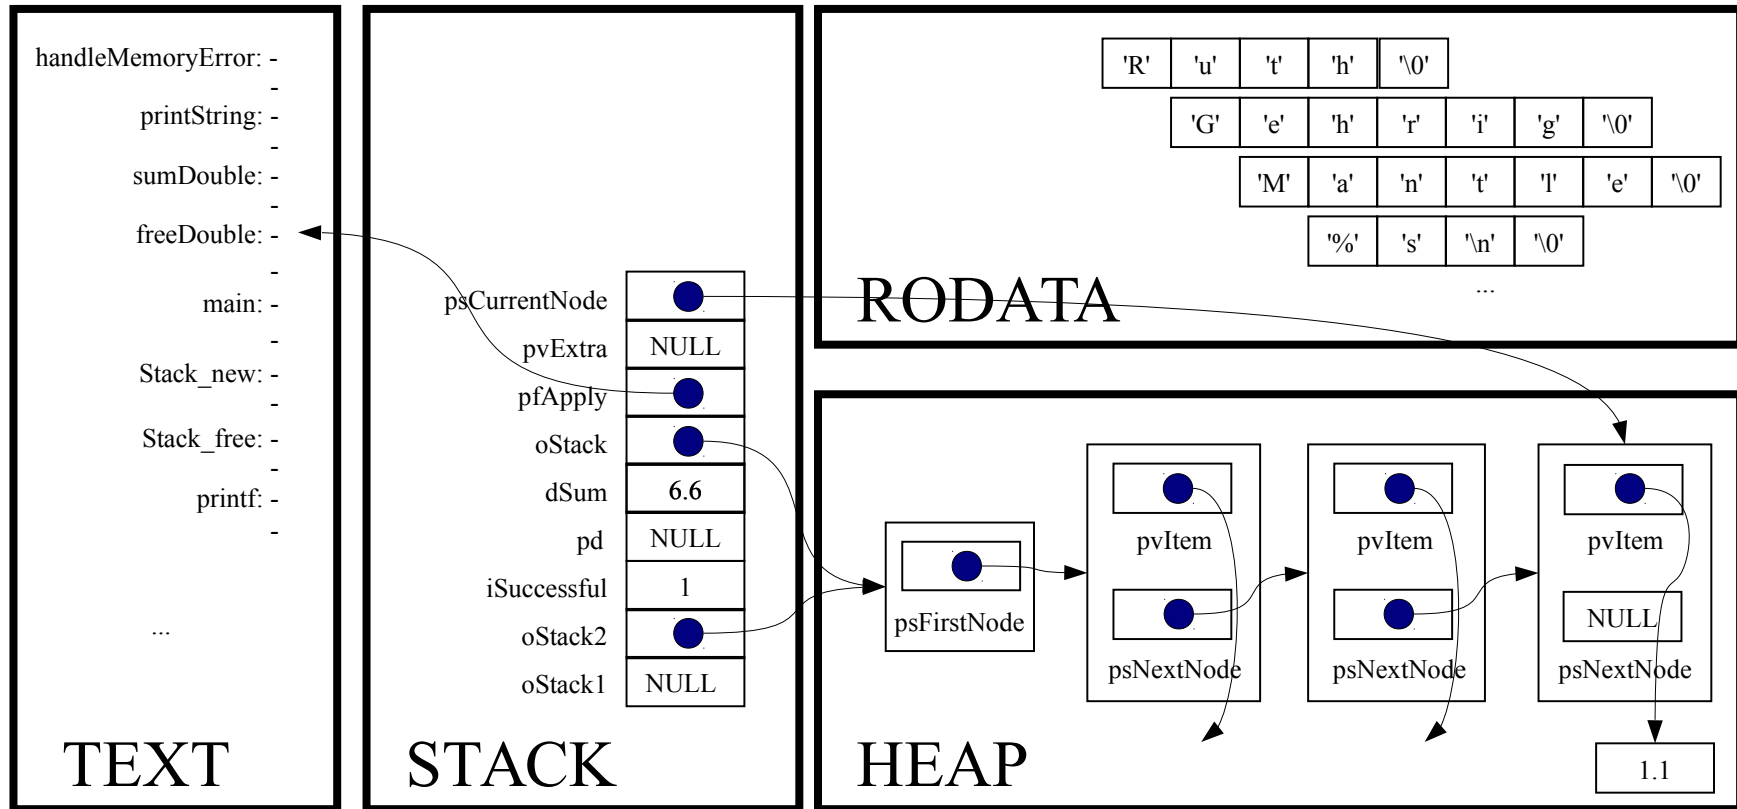 handleMemoryError: -
-
printString: -
-
sumDouble: -
-
freeDouble: -
-
main: -
-
Stack_new: -
-
Stack_free: -
-
printf: -
-
...
TEXT
psCurrentNode
pvExtra NULL
pfApply
oStack
dSum 6.6
pd NULL
iSuccessful 1
oStack2
oStack1 NULL
STACK
'R' 'u' 't' 'h' '\0'
'G' 'e' 'h' 'r' 'i' 'g' '\0'
'M' 'a' 'n' 't' 'l' 'e' '\0'
'%' 's' '\n' '\0'
...
RODATA
psFirstNode
pvItem pvItem pvItem
NULL
psNextNode psNextNode psNextNode
1.1
HEAP